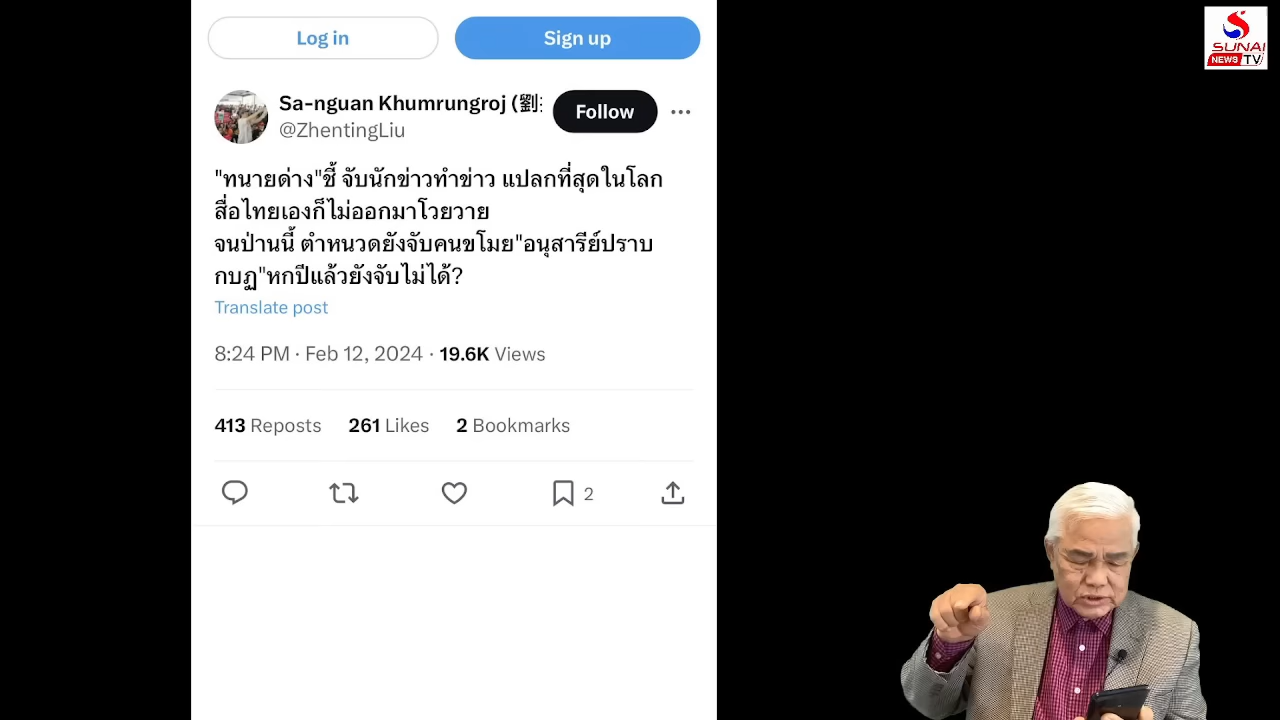 Log in
Sign up
Sa-nguan Khumrungroj (劉
Follow
@ZhentingLiu
"ทนายด่าง"ชี้ จับนักข่าวทำข่าว แปลกที่สุดในโลก
สื่อไทยเองก็ไม่ออกมาโวยวาย
จนป่านนี้ ตำหนวดยังจับคนขโมย"อนุสารีย์ปราบ
กบฏ"หกปีแล้วยังจับไม่ได้?
Translate post
8:24 PM · Feb 12, 2024 · 19.6K Views
413 Reposts 261 Likes 2 Bookmarks
2
SUNAI
NEWS TV